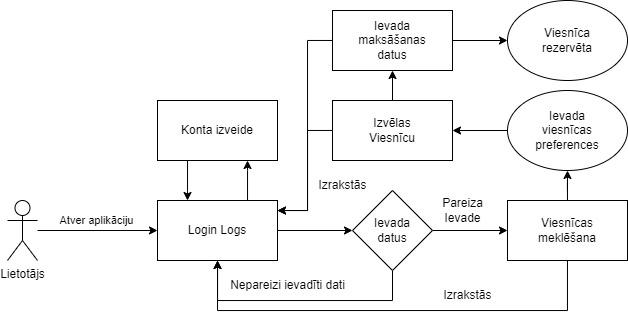 Ievada
maksāšanas
datus
Viesnīca
rezervēta
Konta izveide
Izvēlas
Viesnīcu
Ievada
viesnīcas
preferences
Izrakstās
Pareiza
Ievade
Atver aplikāciju
Login Logs
Ievada
datus
Viesnīcas
meklēšana
Lietotājs
Nepareizi ievadīti dati
Izrakstās